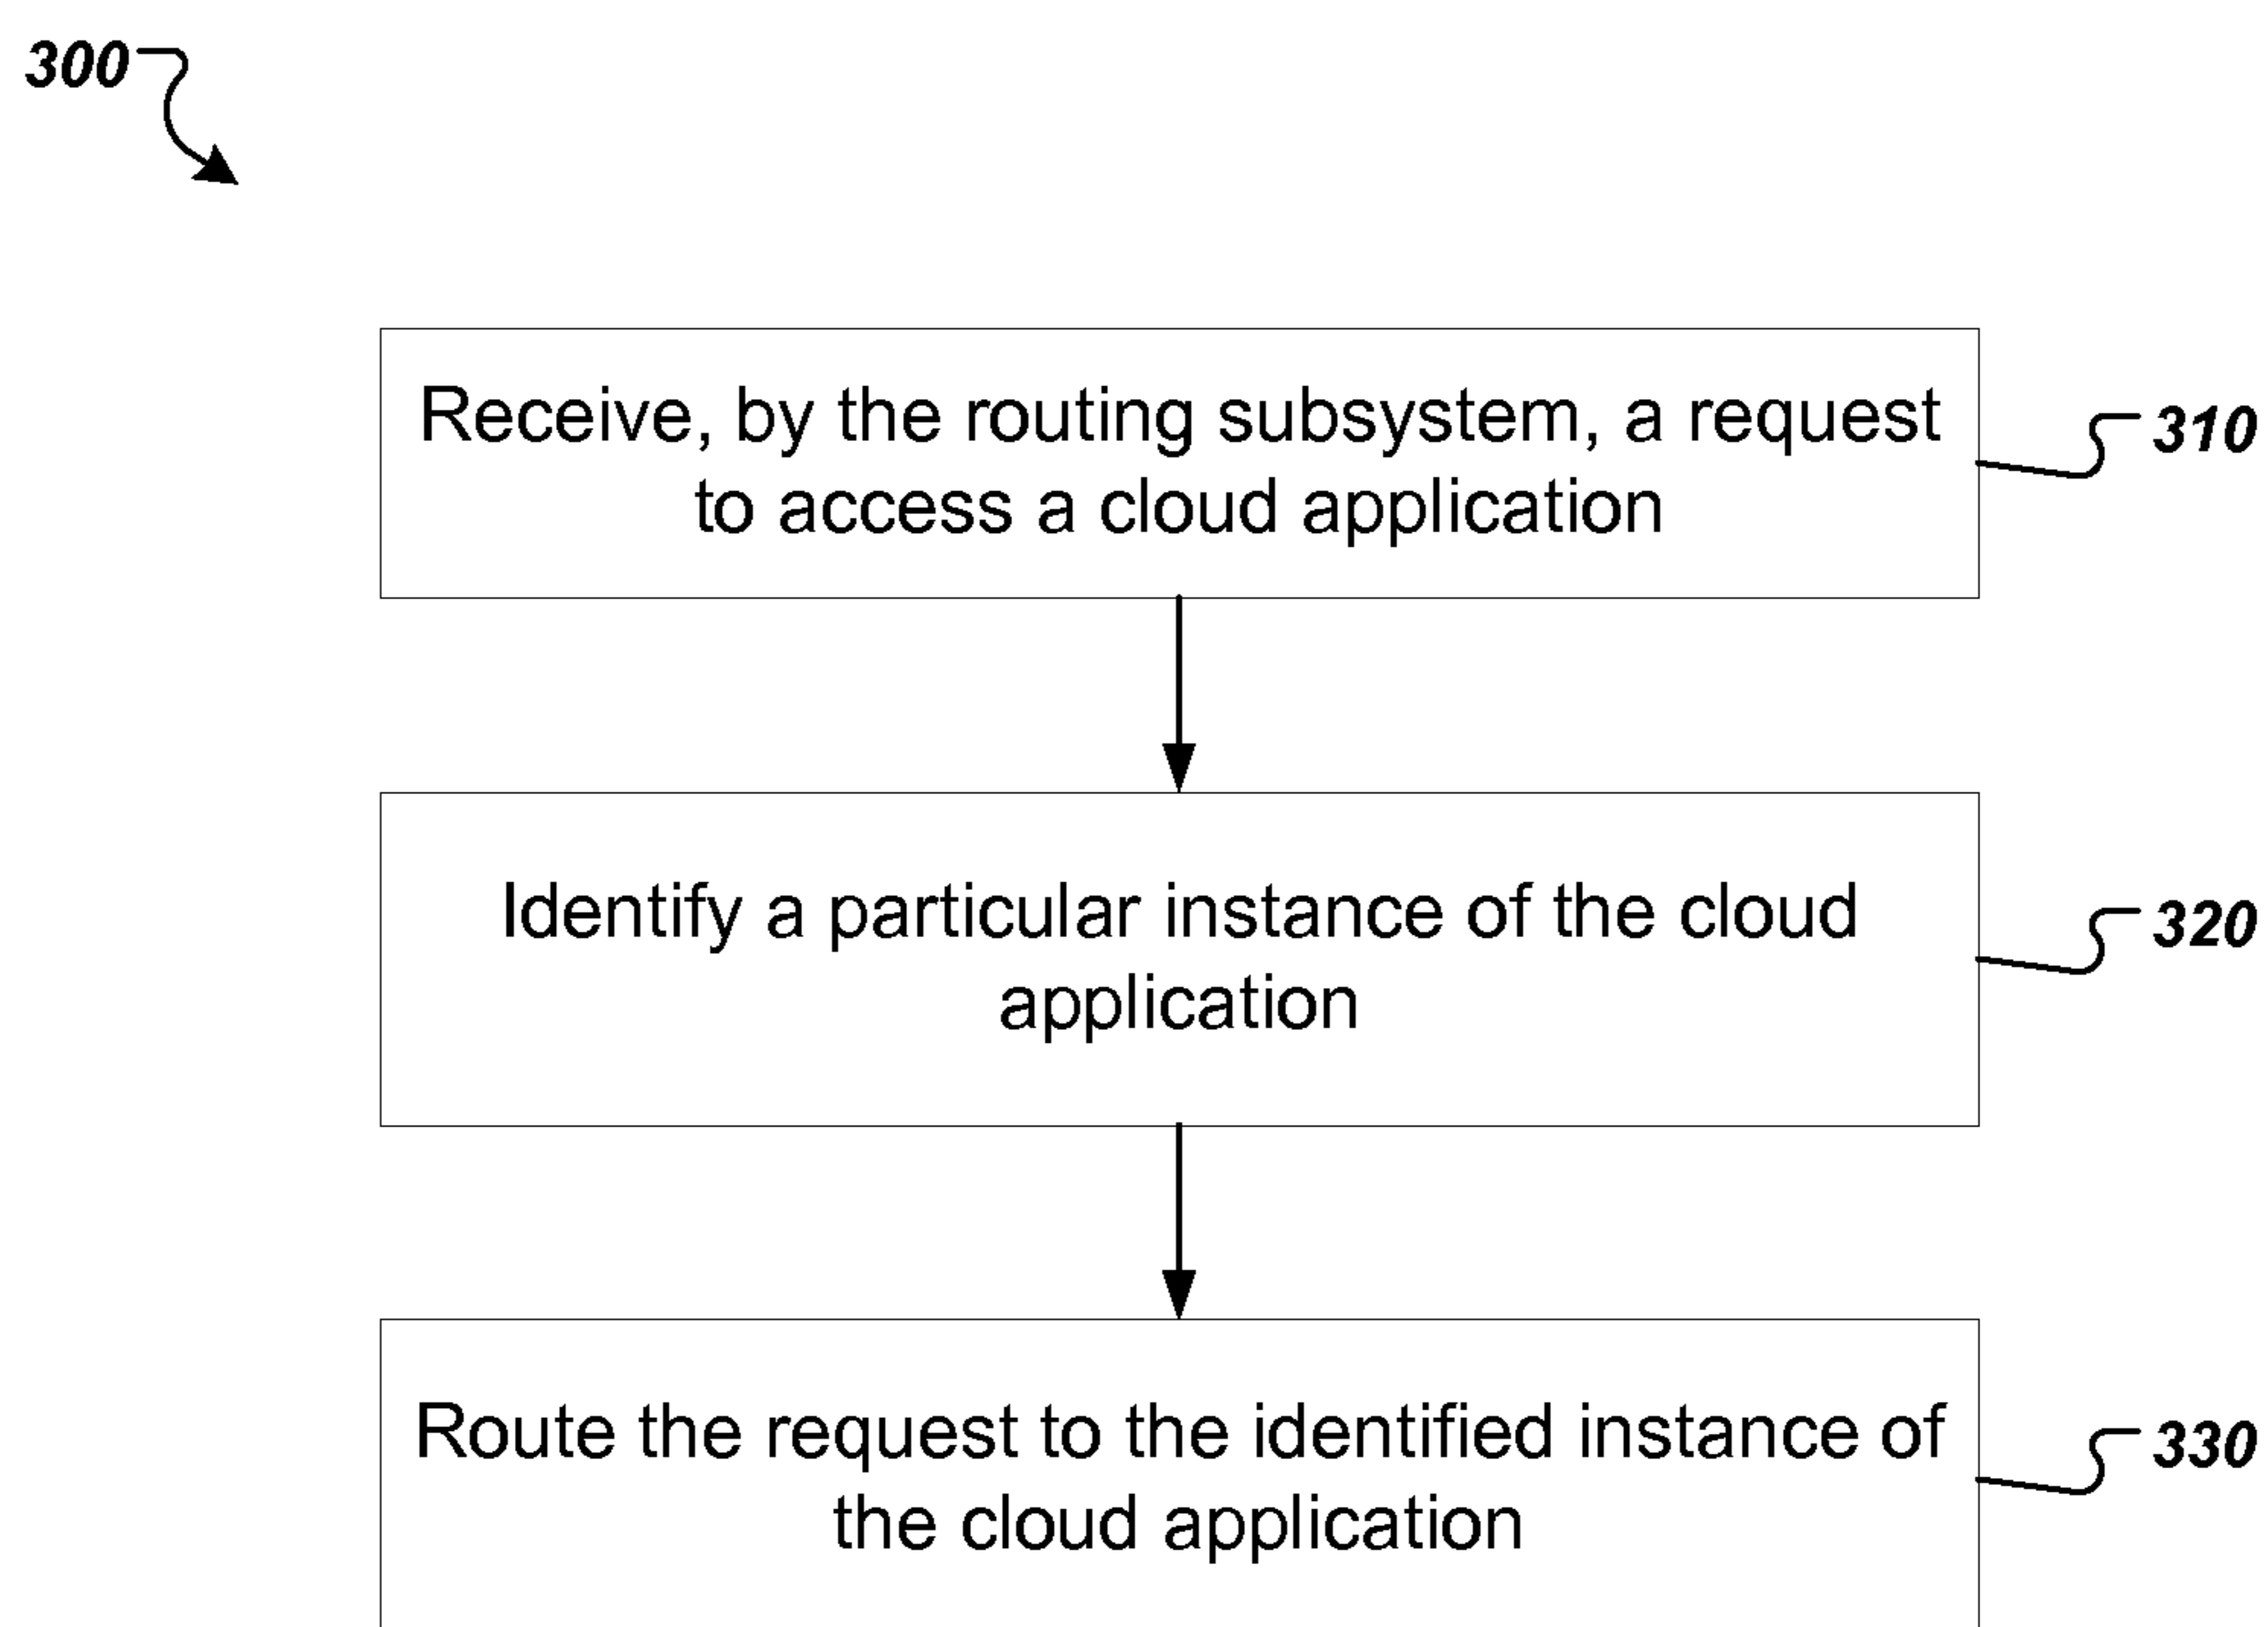 300
Receive, by the routing subsystem, a request
to access a cloud application
310
Identify a particular instance of the cloud
application
320
Route the request to the identified instance of
the cloud application
330